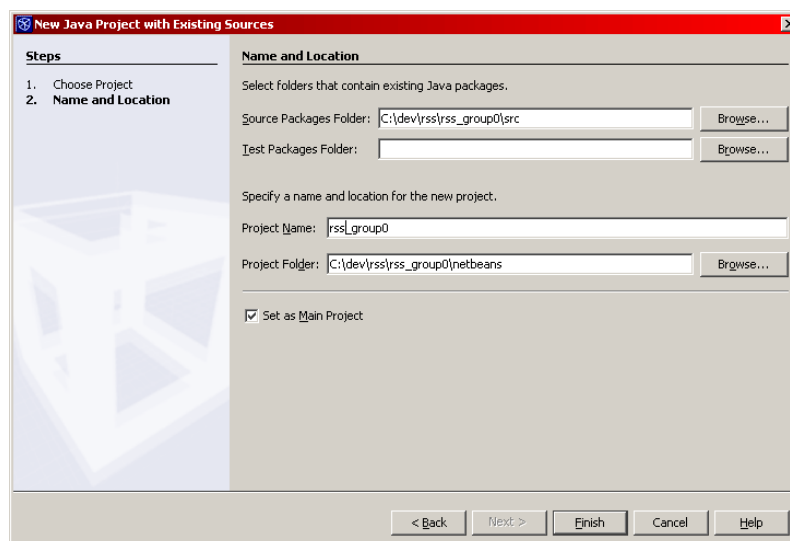 New Java Project with Existing Sources
Steps
1. Choose Project
2. Name and Location
Name and Location
Select folders that contain existing Java packages.
Source Packages Folder: C:\dev\rss\rss_group0\src Browse...
Test Packages Folder: Browse...
Specify a name and location for the new project.
Project Name: rss_group0
Project Folder: C:\dev\rss\rss_group0\netbeans Browse...
Set as Main Project
< Back Next > Finish Cancel Help